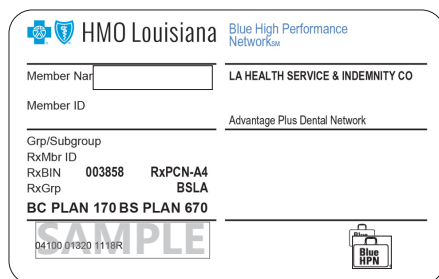 HMO Louisiana
Blue High Performance
Network SM
Member Nar
LA HEALTH SERVICE & INDEMNITY CO
Member ID
Advantage Plus Dental Network
Grp/Subgroup
RxMbr ID
RxBIN 003858 RxPCN-A4
RxGrp BSLA
BC PLAN 170 BS PLAN 670
SAMPLE
04100 01320 1118R
Blue
Blue
HPN